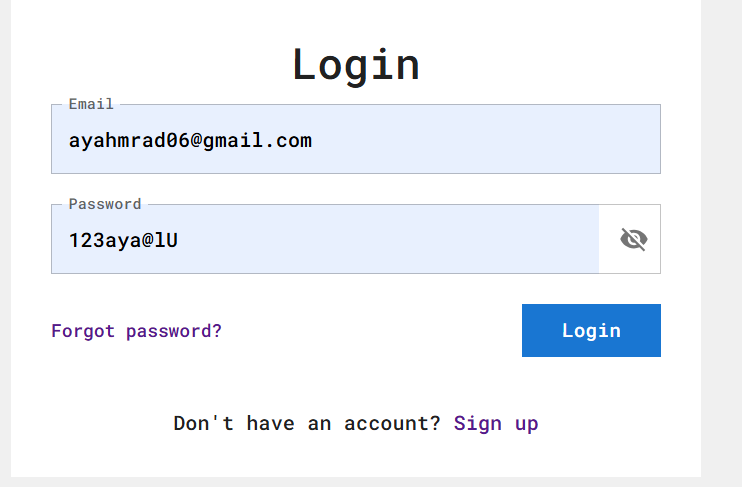 Login
Email
ayahmrad06@gmail.com
Password
123aya@lU
Forgot password?
Login
Don't have an account? Sign up